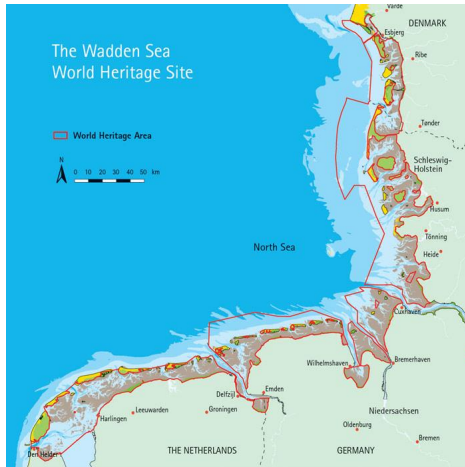 Varde
DENMARK
Esbjerg
The Wadden Sea
World Heritage Site
Ribe
World Heritage Area
Tønder
N
0 10 20 30 40 50 km
Schleswig-
Holstein
Husum
Tönning
North Sea
Heide
Cuxhaven
Wilhelmshaven
Bremerhaven
Emden
Delfzijl
Niedersachsen
Leeuwarden
Groningen
Harlingen
Oldenburg
Bremen
Den Helder
THE NETHERLANDS
GERMANY